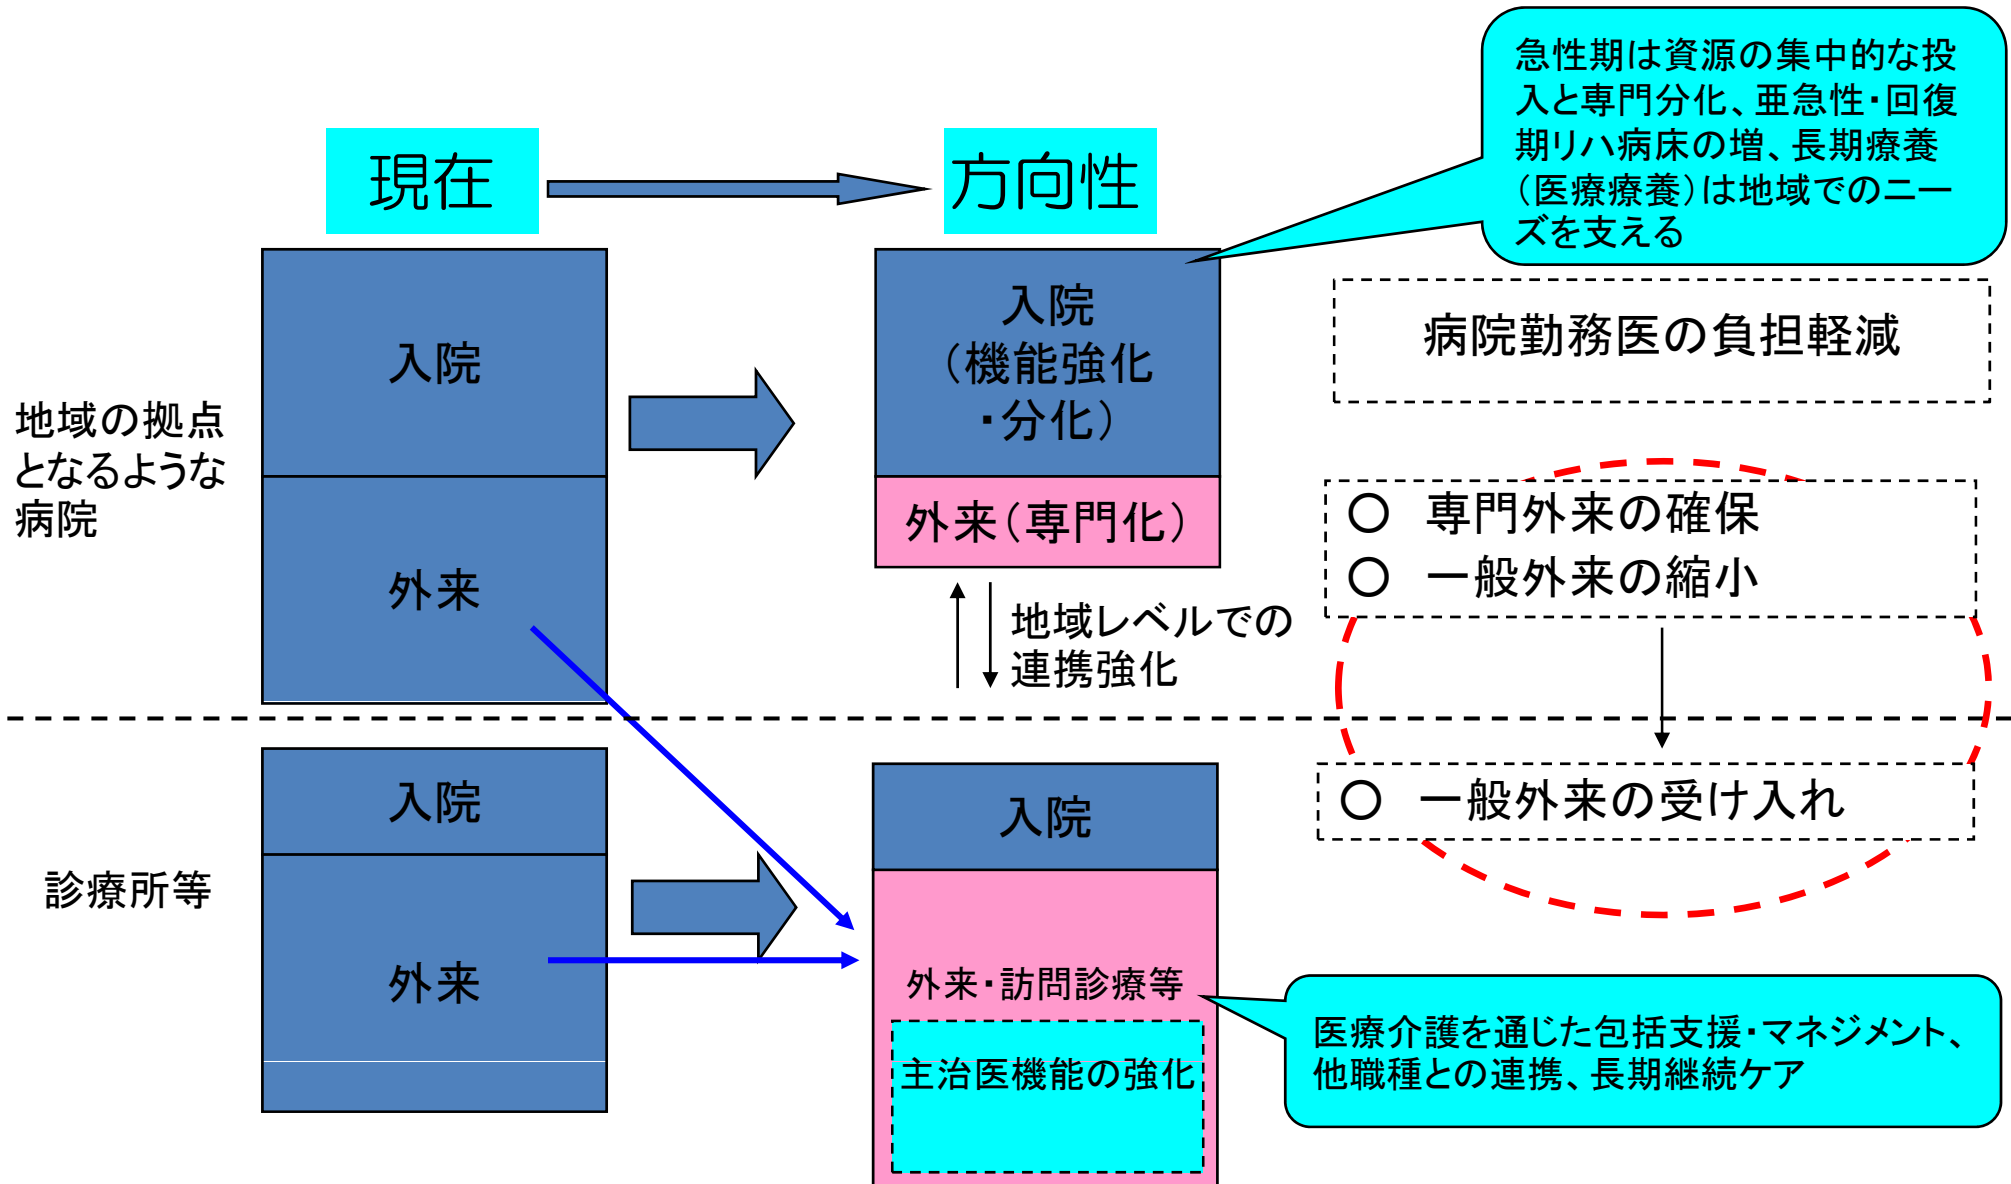 現在
方向性
急性期は資源の集中的な投
入と専門分化、亜急性・回復
期リハ病床の増、長期療養
（医療療養）は地域でのニー
ズを支える
地域の拠点
となるような
病院
入院
外来
入院
（機能強化
・分化）
外来（専門化）
病院勤務医の負担軽減
○ 専門外来の確保
○ 一般外来の縮小
地域レベルでの
連携強化
診療所等
入院
外来
入院
外来・訪問診療等
主治医機能の強化
○ 一般外来の受け入れ
医療介護を通じた包括支援・マネジメント、
他職種との連携、長期継続ケア